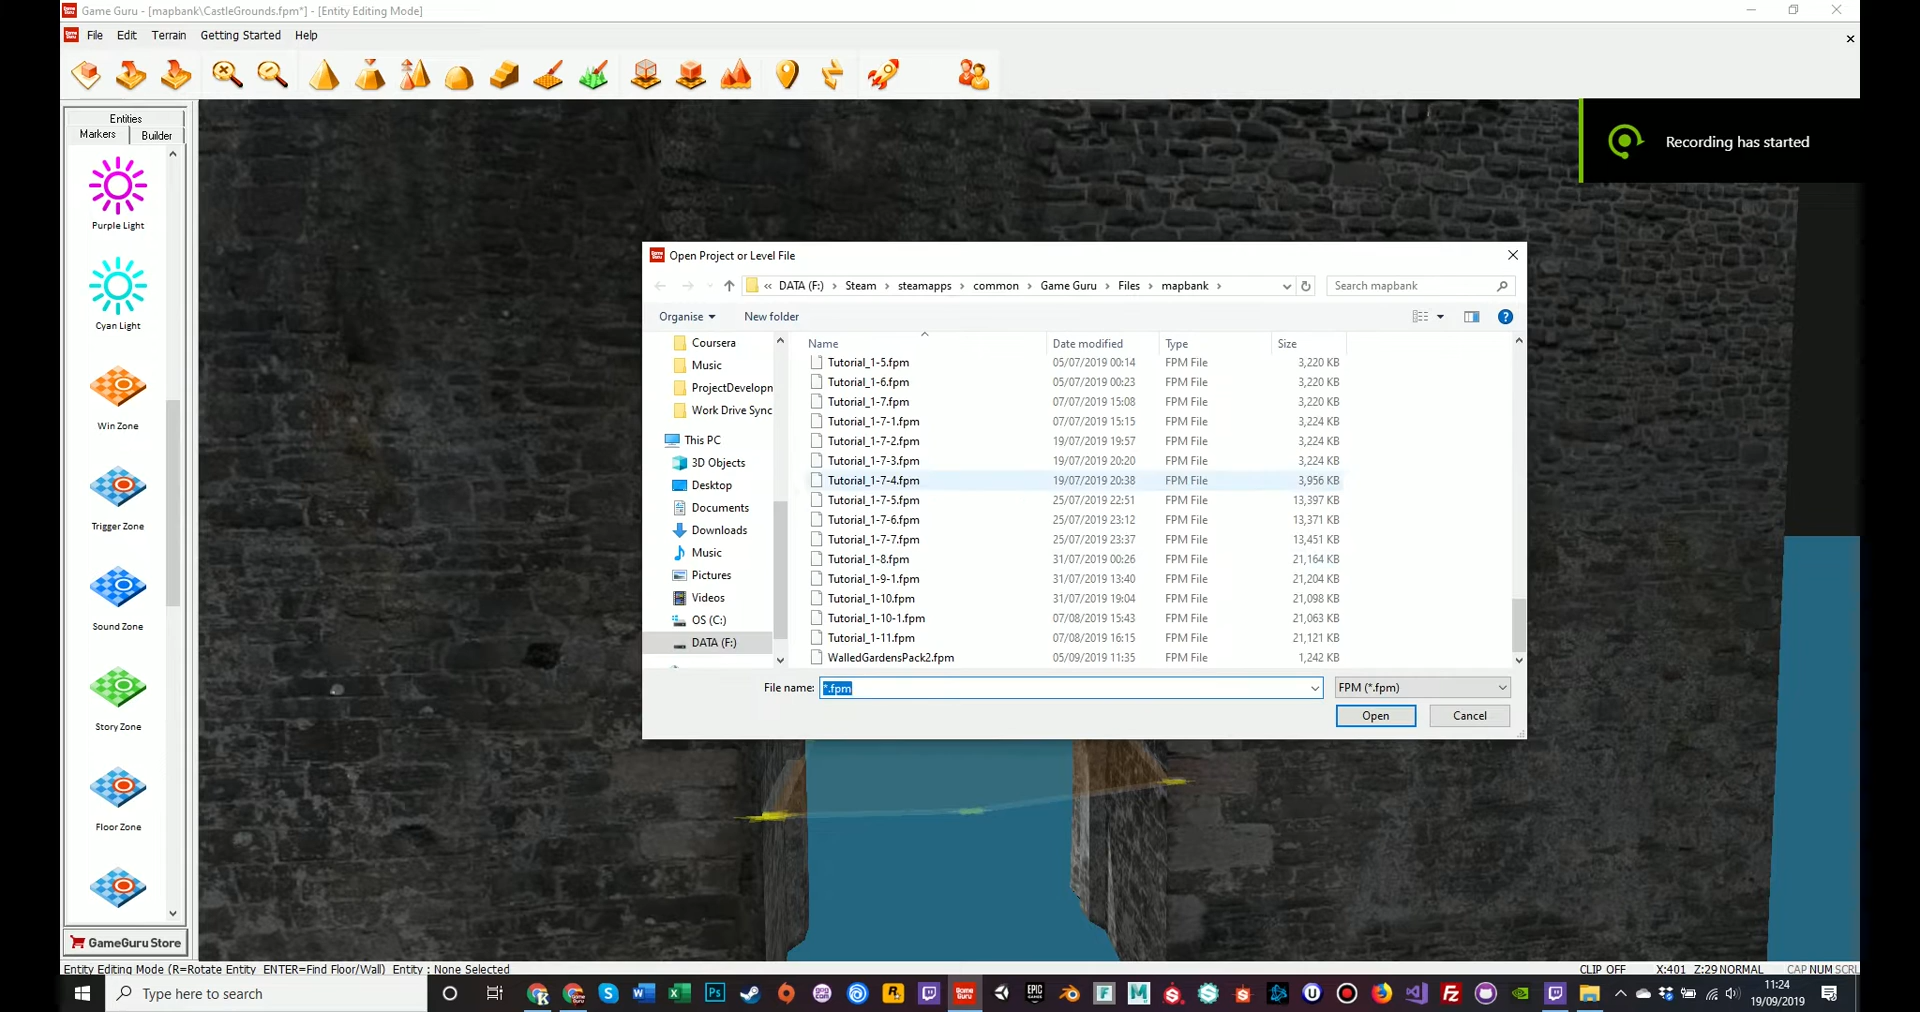 Game Guru - [mapbank\CastleGrounds.fpm*] - [Entity Editing Mode]
File Edit Terrain Getting Started Help
Entities
Markers Builder
Purple Light
Cyan Light
Win Zone
Trigger Zone
Sound Zone
Story Zone
Floor Zone
GameGuru Store
Recording has started
Open Project or Level File
« DATA (F:) › Steam › steamapps › common › Game Guru › Files › mapbank ›
Search mapbank
Organise New folder
Coursera
Music
ProjectDevelopn
Work Drive Sync
This PC
3D Objects
Desktop
Documents
Downloads
Music
Pictures
Videos
OS (C:)
DATA (F:)
Name Date modified Type Size
Tutorial_1-5.fpm 05/07/2019 00:14 FPM File 3,220 KB
Tutorial_1-6.fpm 05/07/2019 00:23 FPM File 3,220 KB
Tutorial_1-7.fpm 07/07/2019 15:08 FPM File 3,220 KB
Tutorial_1-7-1.fpm 07/07/2019 15:15 FPM File 3,224 KB
Tutorial_1-7-2.fpm 19/07/2019 19:57 FPM File 3,224 KB
Tutorial_1-7-3.fpm 19/07/2019 20:20 FPM File 3,224 KB
Tutorial_1-7-4.fpm 19/07/2019 20:38 FPM File 3,956 KB
Tutorial_1-7-5.fpm 25/07/2019 22:51 FPM File 13,397 KB
Tutorial_1-7-6.fpm 25/07/2019 23:12 FPM File 13,371 KB
Tutorial_1-7-7.fpm 25/07/2019 23:37 FPM File 13,451 KB
Tutorial_1-8.fpm 31/07/2019 00:26 FPM File 21,164 KB
Tutorial_1-9-1.fpm 31/07/2019 13:40 FPM File 21,204 KB
Tutorial_1-10.fpm 31/07/2019 19:04 FPM File 21,098 KB
Tutorial_1-10-1.fpm 07/08/2019 15:43 FPM File 21,063 KB
Tutorial_1-11.fpm 07/08/2019 16:15 FPM File 21,121 KB
WalledGardensPack2.fpm 05/09/2019 11:35 FPM File 1,242 KB
File name: *.fpm FPM (*.fpm)
Open Cancel
Entity Editing Mode (R=Rotate Entity ENTER=Find Floor/Wall) Entity : None Selected CLIP OFF X:401 Z:29 NORMAL CAP NUM SCRL
Type here to search
11:24
19/09/2019